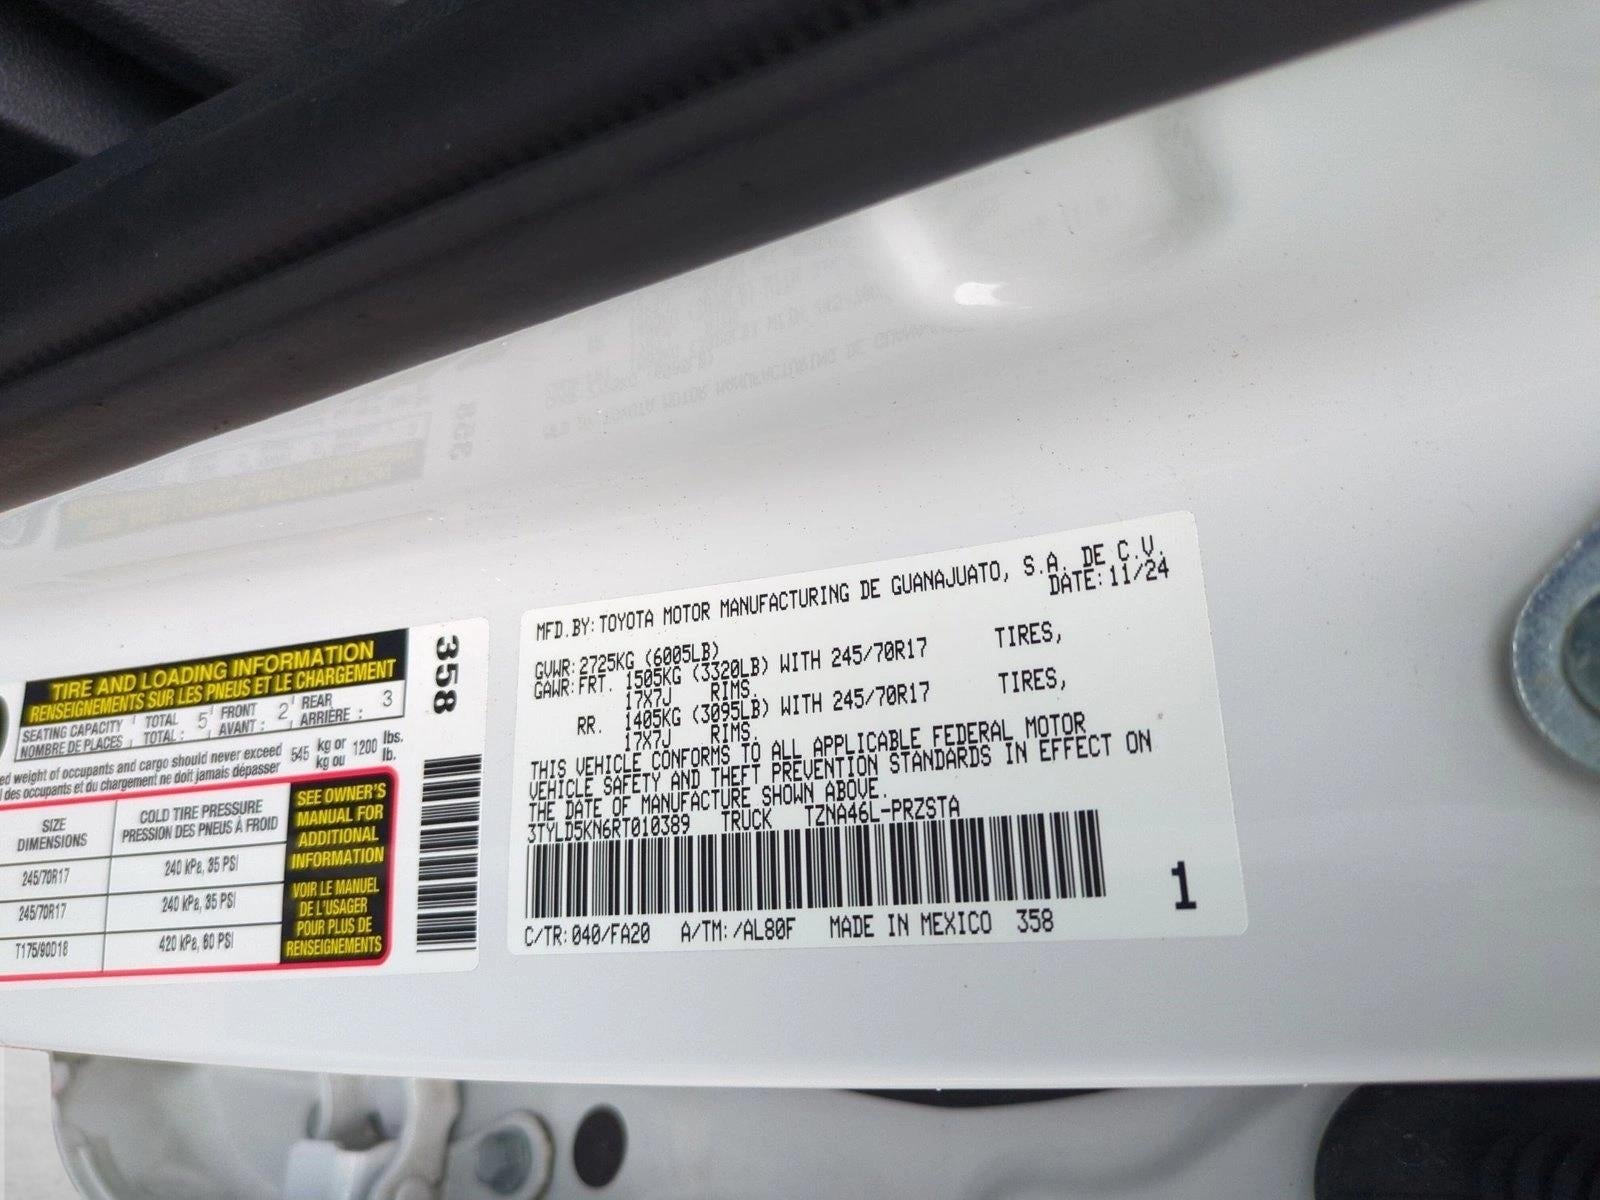 TIRE AND LOADING INFORMATION
RENSEIGNEMENTS SUR LES PNEUS ET LE CHARGEMENT
SEATING CAPACITY TOTAL 5 FRONT 2 REAR 3
NOMBRE DE PLACES TOTAL : AVANT : ARRIÈRE :
weight of occupants and cargo should never exceed 545 kg or 1200 lbs.
des occupants et du chargement ne doit jamais dépasser kg ou lb.
SIZE COLD TIRE PRESSURE
DIMENSIONS PRESSION DES PNEUS À FROID
245/70R17 240 kPa, 35 PSI
245/70R17 240 kPa, 35 PSI
T175/90D18 420 kPa, 60 PSI
SEE OWNER'S
MANUAL FOR
ADDITIONAL
INFORMATION
VOIR LE MANUEL
DE L'USAGER
POUR PLUS DE
RENSEIGNEMENTS
358
MFD.BY: TOYOTA MOTOR MANUFACTURING DE GUANAJUATO, S.A. DE C.V.
DATE: 11/24
GVWR: 2725KG (6005LB)
GAWR: FRT. 1505KG (3320LB) WITH 245/70R17 TIRES,
17X7J RIMS.
RR. 1405KG (3095LB) WITH 245/70R17 TIRES,
17X7J RIMS.
THIS VEHICLE CONFORMS TO ALL APPLICABLE FEDERAL MOTOR
VEHICLE SAFETY AND THEFT PREVENTION STANDARDS IN EFFECT ON
THE DATE OF MANUFACTURE SHOWN ABOVE.
3TYLD5KN6RT010389 TRUCK TZNA46L-PRZSTA
C/TR: 040/FA20 A/TM: /AL80F MADE IN MEXICO 358
1